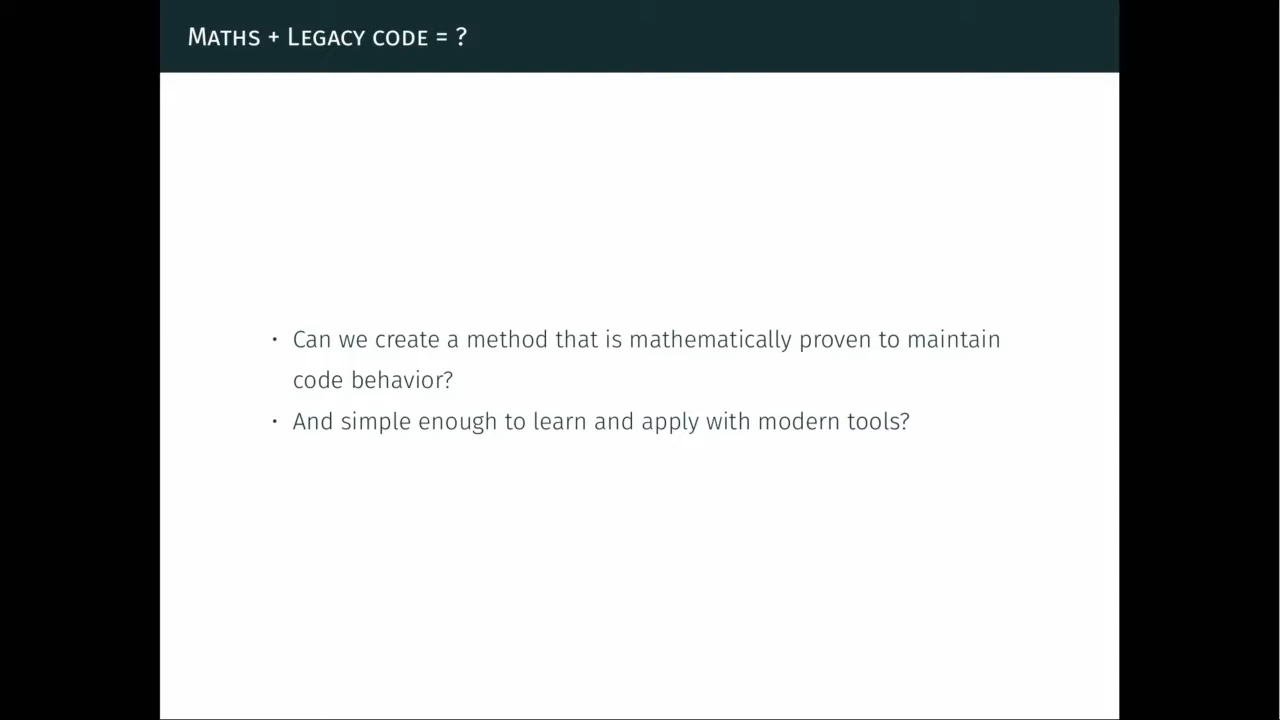 Maths + Legacy code = ?
• Can we create a method that is mathematically proven to maintain
code behavior?
• And simple enough to learn and apply with modern tools?